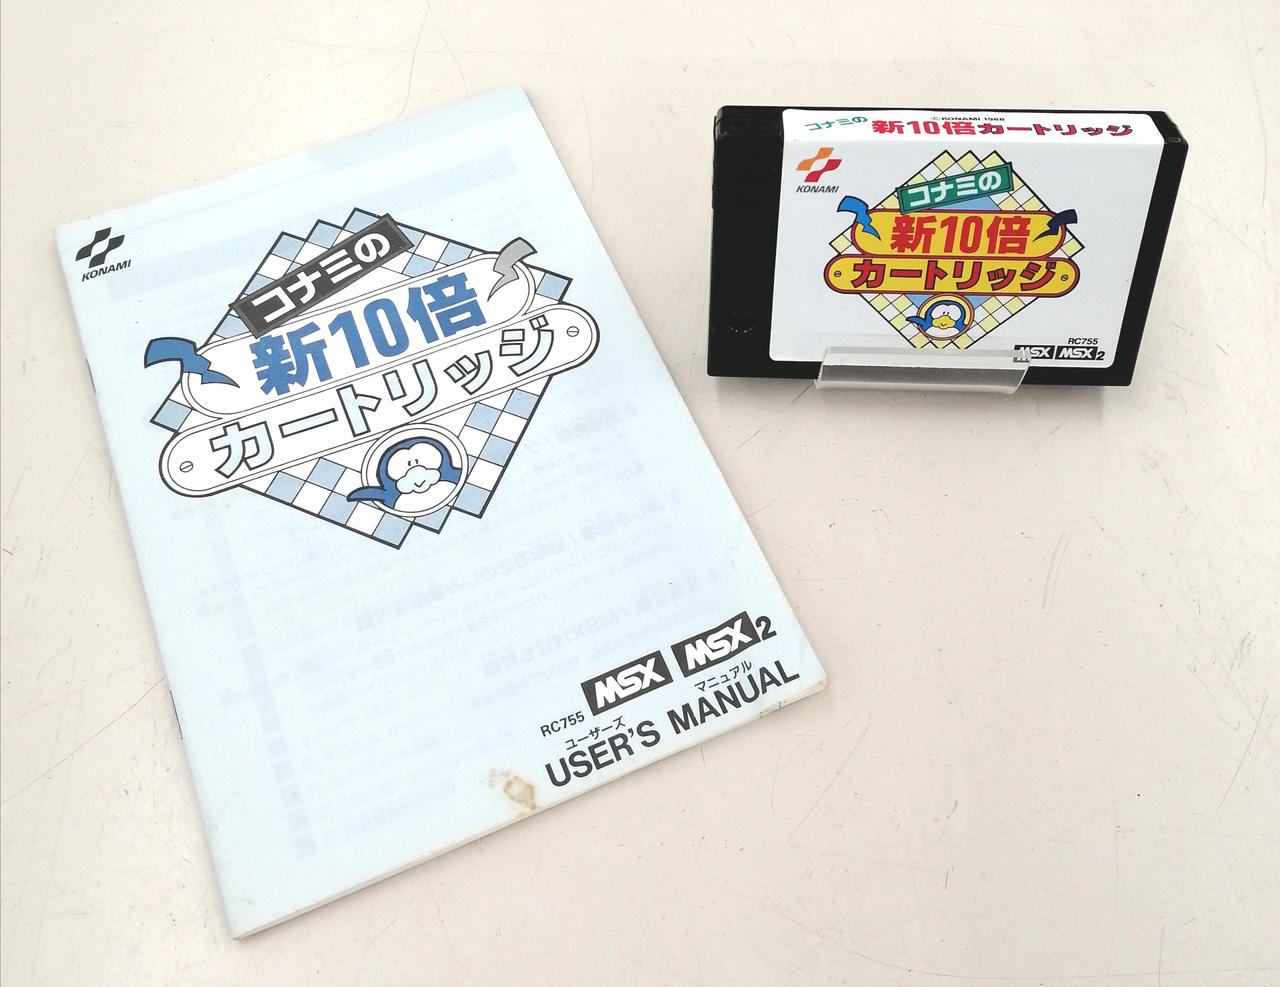 KONAMI
コナミの
新10倍
カートリッジ
MSX MSX2
RC755
ユーザーズ マニュアル
USER'S MANUAL
©KONAMI 1988
コナミの 新10倍カートリッジ
KONAMI
コナミの
新10倍
カートリッジ
RC755
MSX MSX2